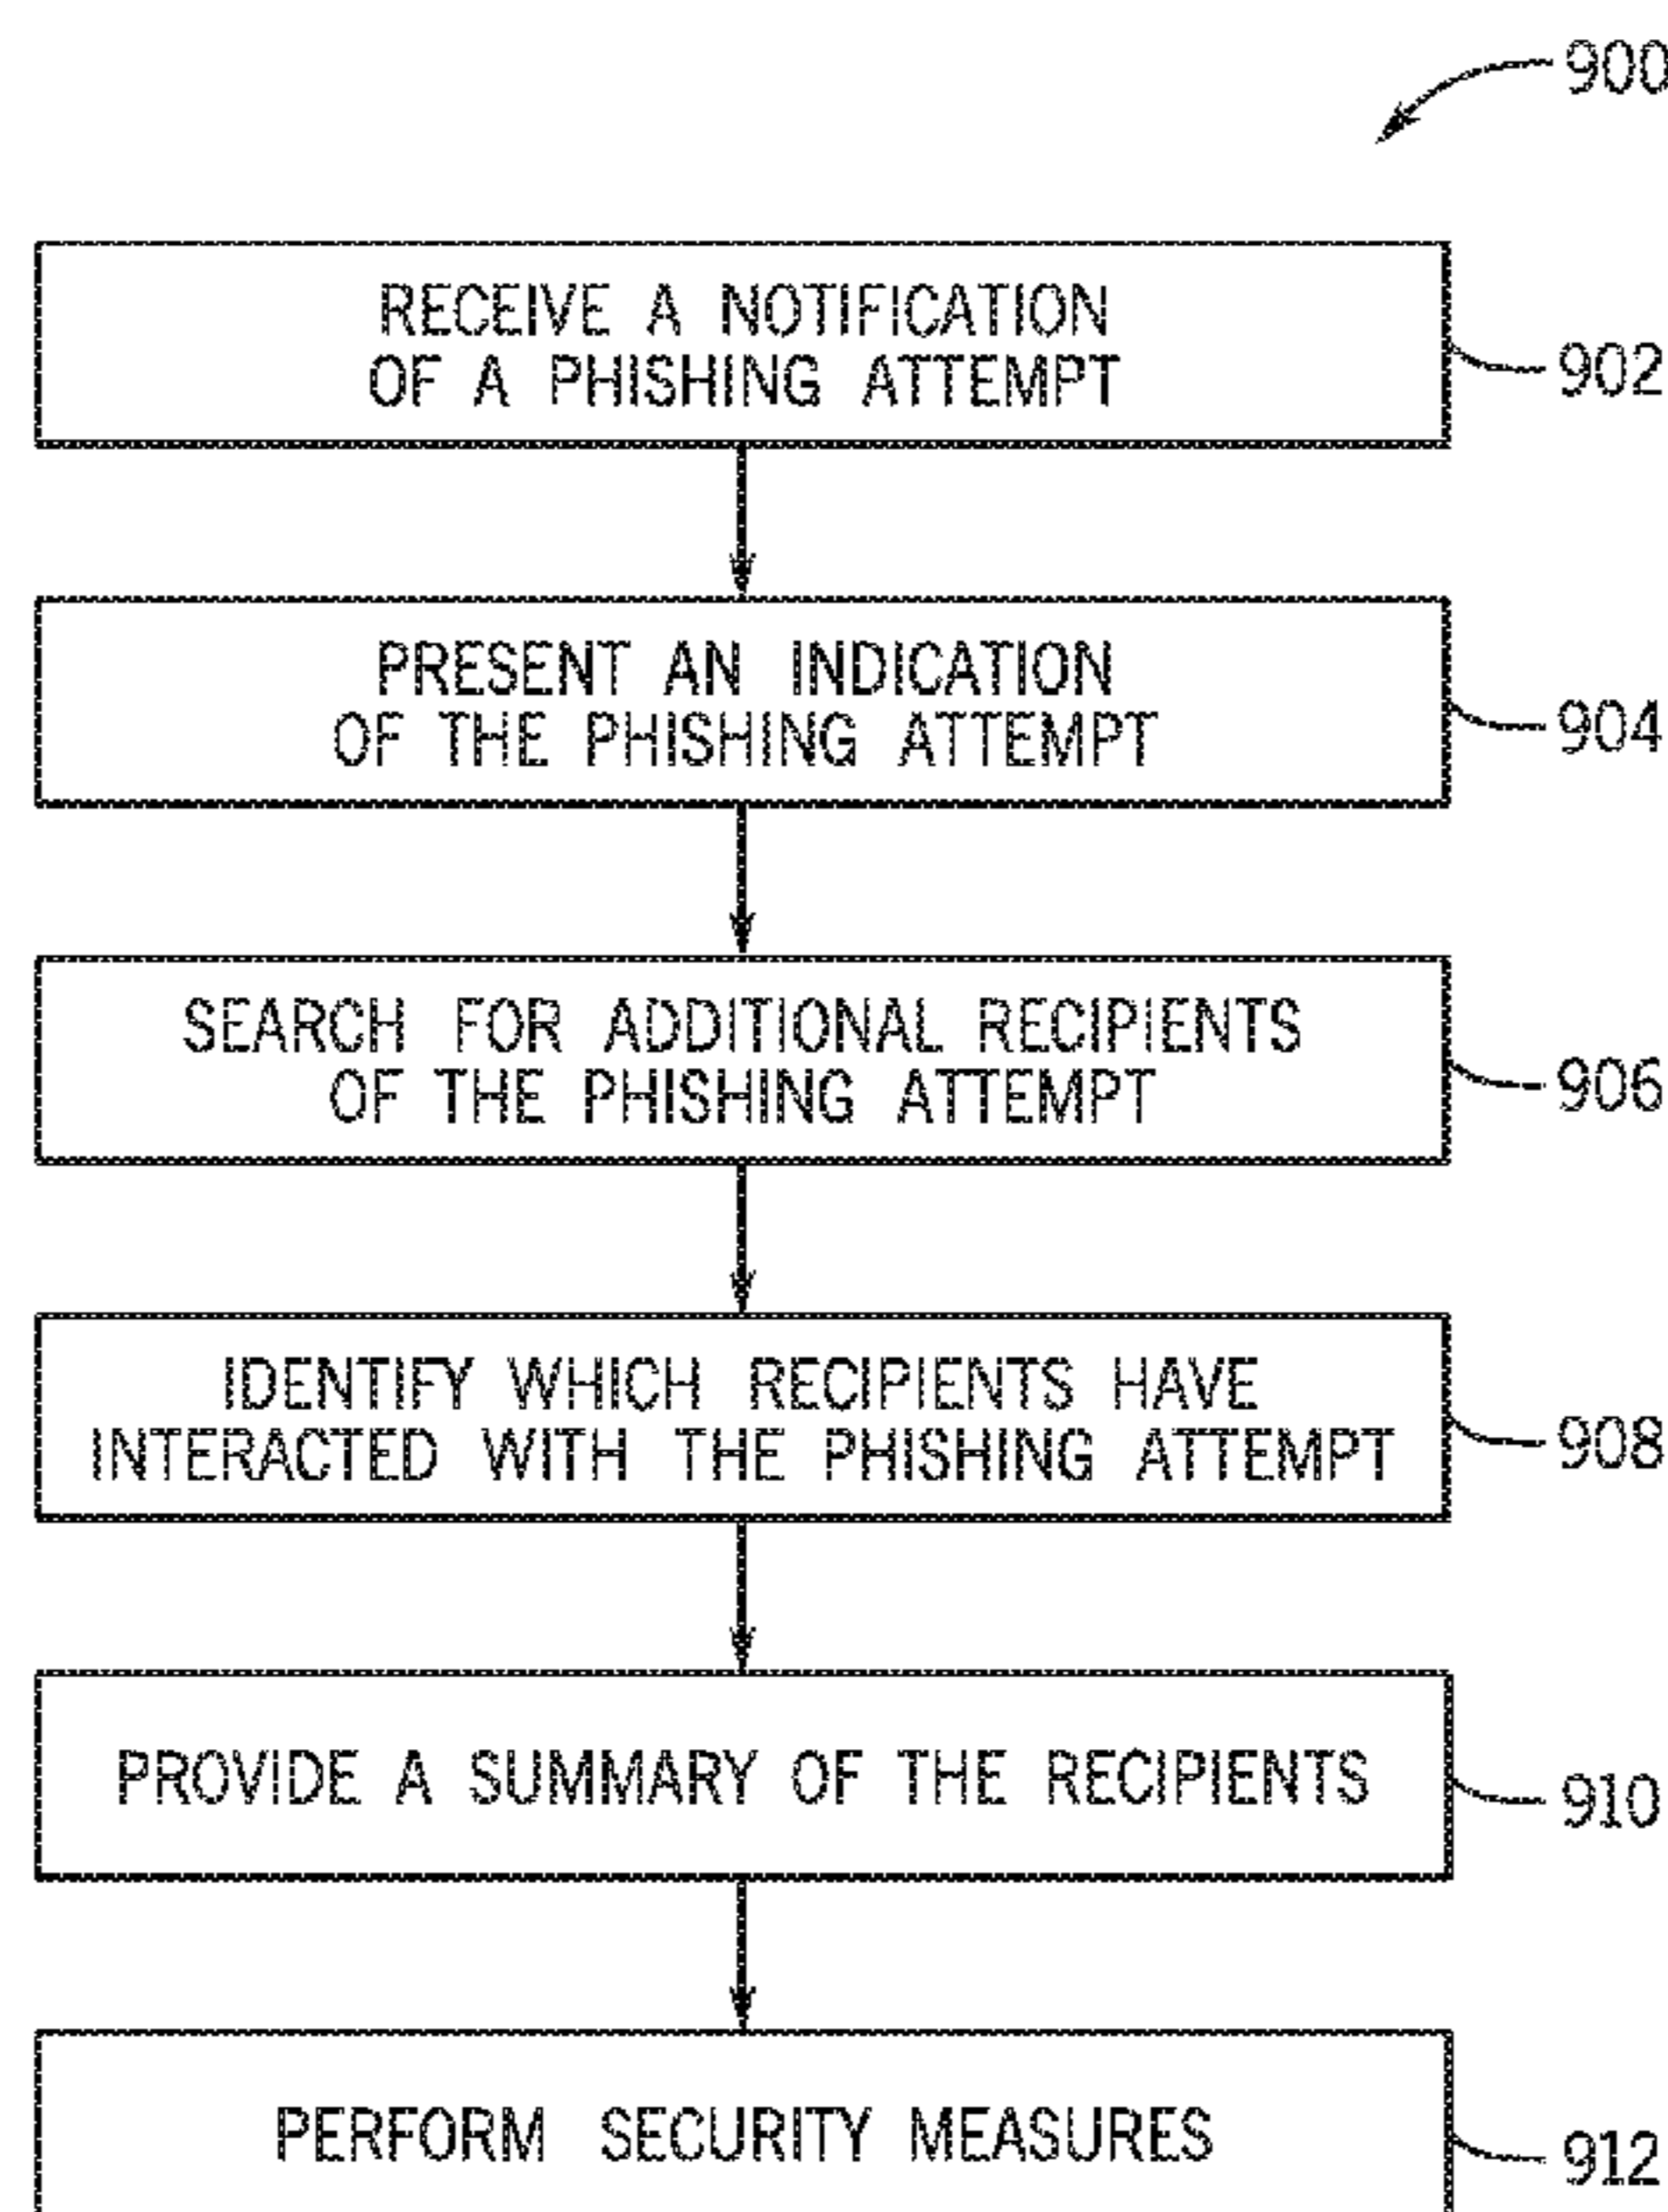 900
RECEIVE A NOTIFICATION
OF A PHISHING ATTEMPT
902
PRESENT AN INDICATION
OF THE PHISHING ATTEMPT
904
SEARCH FOR ADDITIONAL RECIPIENTS
OF THE PHISHING ATTEMPT
906
IDENTIFY WHICH RECIPIENTS HAVE
INTERACTED WITH THE PHISHING ATTEMPT
908
PROVIDE A SUMMARY OF THE RECIPIENTS
910
PERFORM SECURITY MEASURES
912